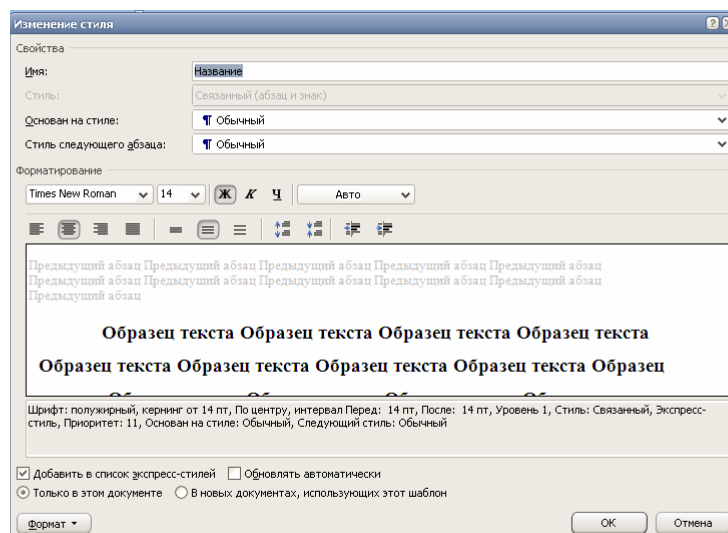 Изменение стиля
Свойства
Имя: Название
Стиль: Связанный (абзац и знак)
Основан на стиле: ¶ Обычный
Стиль следующего абзаца: ¶ Обычный
Форматирование
Times New Roman 14 Ж К Ч Авто
Предыдущий абзац Предыдущий абзац Предыдущий абзац Предыдущий абзац Предыдущий абзац
Предыдущий абзац Предыдущий абзац Предыдущий абзац Предыдущий абзац Предыдущий абзац
Предыдущий абзац
Образец текста Образец текста Образец текста Образец текста
Образец текста Образец текста Образец текста Образец текста Образец
Шрифт: полужирный, кернинг от 14 пт, По центру, интервал Перед: 14 пт, После: 14 пт, Уровень 1, Стиль: Связанный, Экспресс-
стиль, Приоритет: 11, Основан на стиле: Обычный, Следующий стиль: Обычный
Добавить в список экспресс-стилей Обновлять автоматически
Только в этом документе В новых документах, использующих этот шаблон
Формат ОК Отмена